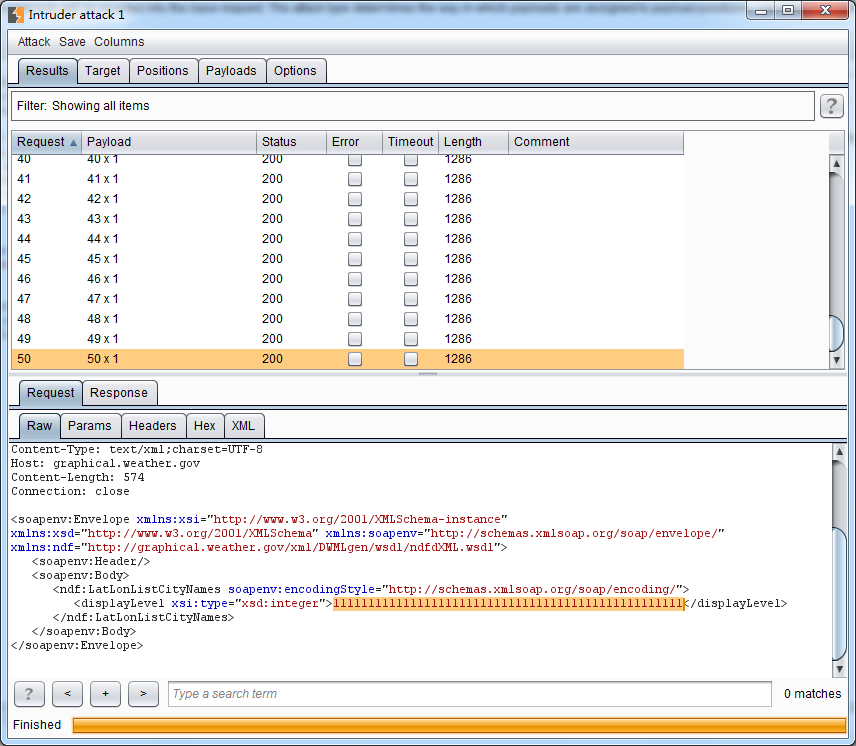 Intruder attack 1
Attack Save Columns
Results Target Positions Payloads Options
Filter: Showing all items
?
Request Payload Status Error Timeout Length Comment
40 40 x 1 200 1286
41 41 x 1 200 1286
42 42 x 1 200 1286
43 43 x 1 200 1286
44 44 x 1 200 1286
45 45 x 1 200 1286
46 46 x 1 200 1286
47 47 x 1 200 1286
48 48 x 1 200 1286
49 49 x 1 200 1286
50 50 x 1 200 1286
Request Response
Raw Params Headers Hex XML
Content-Type: text/xml;charset=UTF-8
Host: graphical.weather.gov
Content-Length: 574
Connection: close
<soapenv:Envelope xmlns:xsi="http://www.w3.org/2001/XMLSchema-instance"
xmlns:xsd="http://www.w3.org/2001/XMLSchema" xmlns:soapenv="http://schemas.xmlsoap.org/soap/envelope/"
xmlns:ndf="http://graphical.weather.gov/xml/DWMLgen/wsdl/ndfdXML.wsdl">
<soapenv:Header/>
<soapenv:Body>
<ndf:LatLonListCityNames soapenv:encodingStyle="http://schemas.xmlsoap.org/soap/encoding/">
<displayLevel xsi:type="xsd:integer">11111111111111111111111111111111111111111111111111</displayLevel>
</ndf:LatLonListCityNames>
</soapenv:Body>
</soapenv:Envelope>
? < + > Type a search term 0 matches
Finished